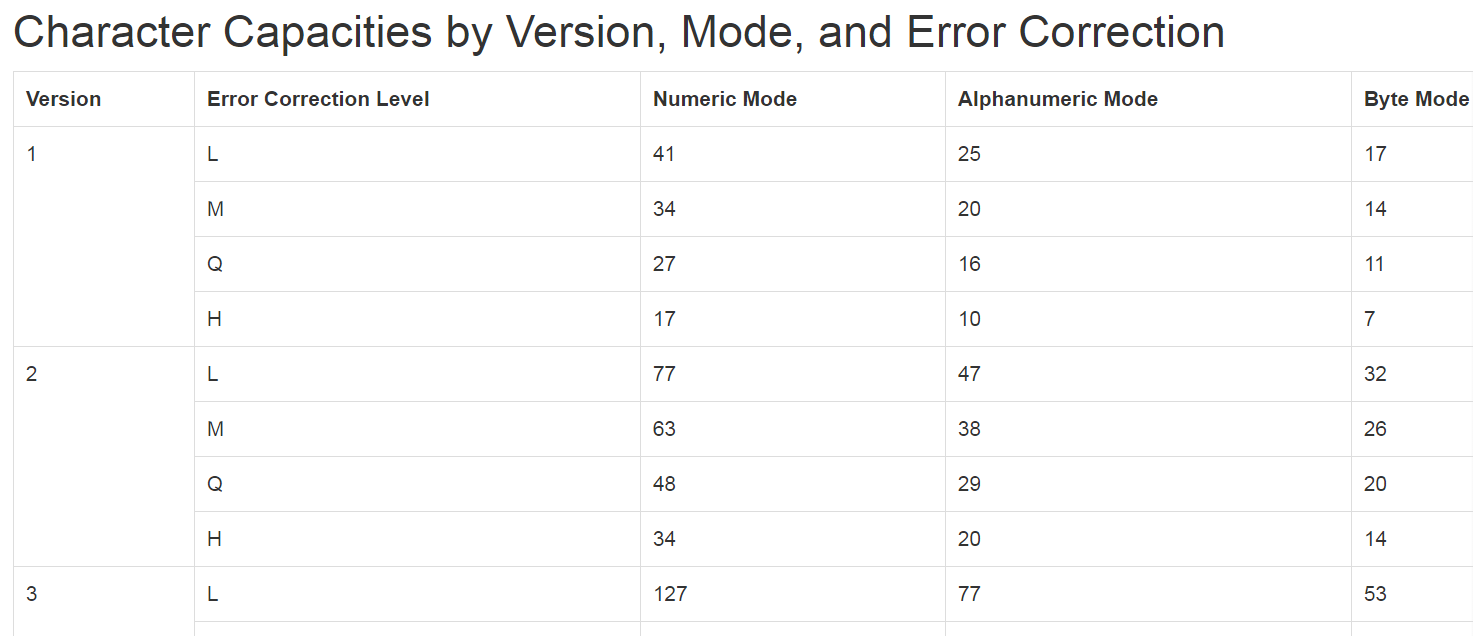 Character Capacities by Version, Mode, and Error Correction
Version Error Correction Level Numeric Mode Alphanumeric Mode Byte Mode
1 L 41 25 17
M 34 20 14
Q 27 16 11
H 17 10 7
2 L 77 47 32
M 63 38 26
Q 48 29 20
H 34 20 14
3 L 127 77 53